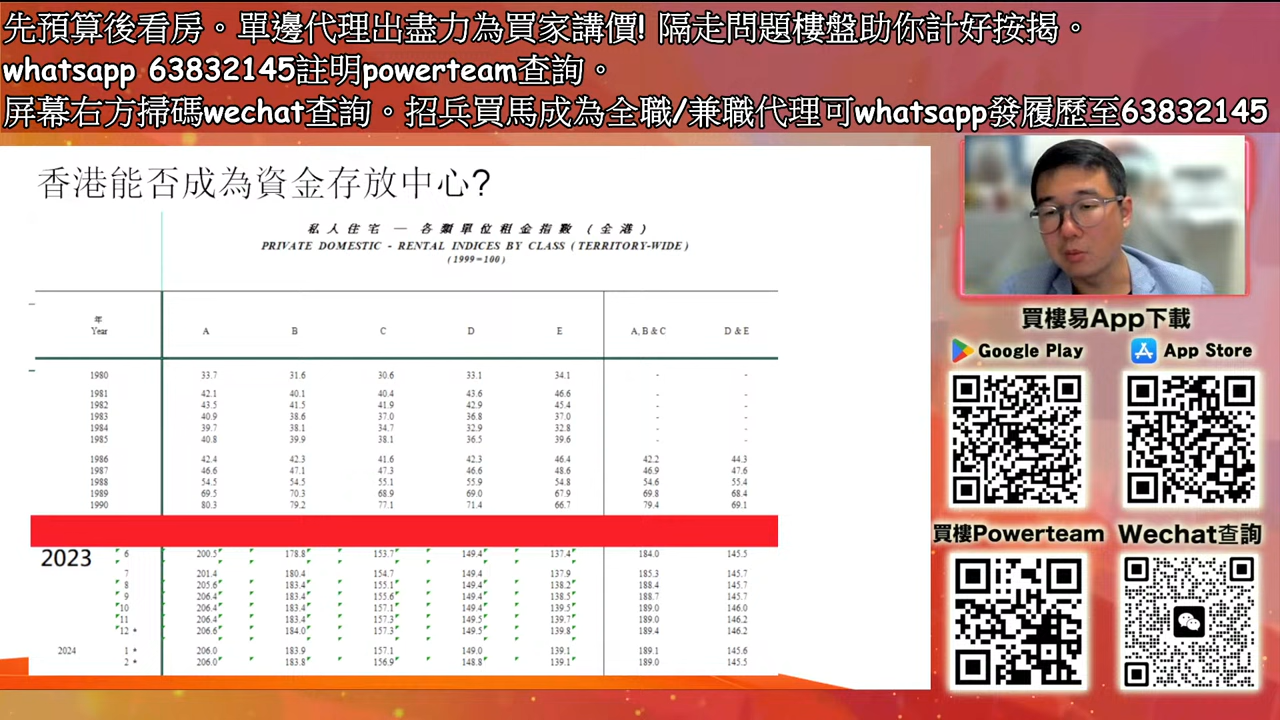 先預算後看房。單邊代理出盡力為買家講價! 隔走問題樓盤助你計好按揭。
whatsapp 63832145註明powerteam查詢。
屏幕右方掃碼wechat查詢。招兵買馬成為全職/兼職代理可whatsapp發履歷至63832145
香港能否成為資金存放中心?
私人住宅 — 各類單位租金指數 (全港)
PRIVATE DOMESTIC - RENTAL INDICES BY CLASS (TERRITORY-WIDE)
(1999=100)
年
Year A B C D E A, B & C D & E
1980 33.7 31.6 30.6 33.1 34.1 - -
1981 42.1 40.1 40.4 43.6 46.6 - -
1982 43.5 41.5 41.9 42.9 45.4 - -
1983 40.9 38.6 37.0 36.8 37.0 - -
1984 39.7 38.1 34.7 32.9 32.8 - -
1985 40.8 39.9 38.1 36.5 39.6 - -
1986 42.4 42.3 41.6 42.3 46.4 42.2 44.3
1987 46.6 47.1 47.3 46.6 48.6 46.9 47.6
1988 54.5 54.5 55.1 55.9 54.8 54.6 55.4
1989 69.5 70.3 68.9 69.0 67.9 69.8 68.4
1990 80.3 79.2 77.1 71.4 66.7 79.4 69.1
2023 6 200.5 178.8 153.7 149.4 137.4 184.0 145.5
7 201.4 180.4 154.7 149.4 137.9 185.3 145.7
8 205.6 183.4 155.1 149.4 138.2 188.4 145.7
9 206.4 183.4 155.6 149.4 138.5 188.7 145.7
10 206.4 183.4 157.1 149.4 139.5 189.0 146.0
11 206.4 183.4 157.3 149.5 139.7 189.0 146.2
12 * 206.6 184.0 157.3 149.5 139.8 189.4 146.2
2024 1 * 206.0 183.9 157.1 149.0 139.1 189.1 145.6
2 * 206.0 183.8 156.9 148.8 139.1 189.0 145.5
買樓易App下載
Google Play App Store
買樓Powerteam Wechat查詢